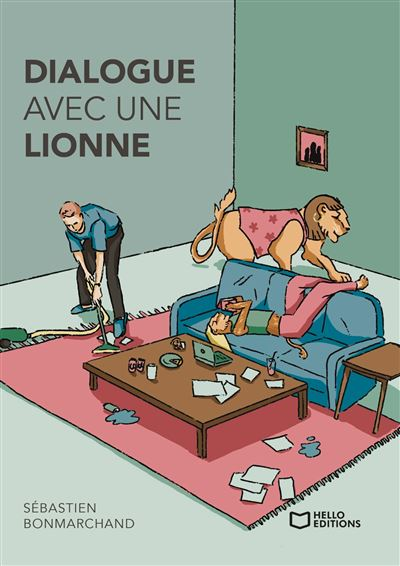 DIALOGUE
AVEC UNE
LIONNE
SÉBASTIEN
BONMARCHAND
HELLO
EDITIONS